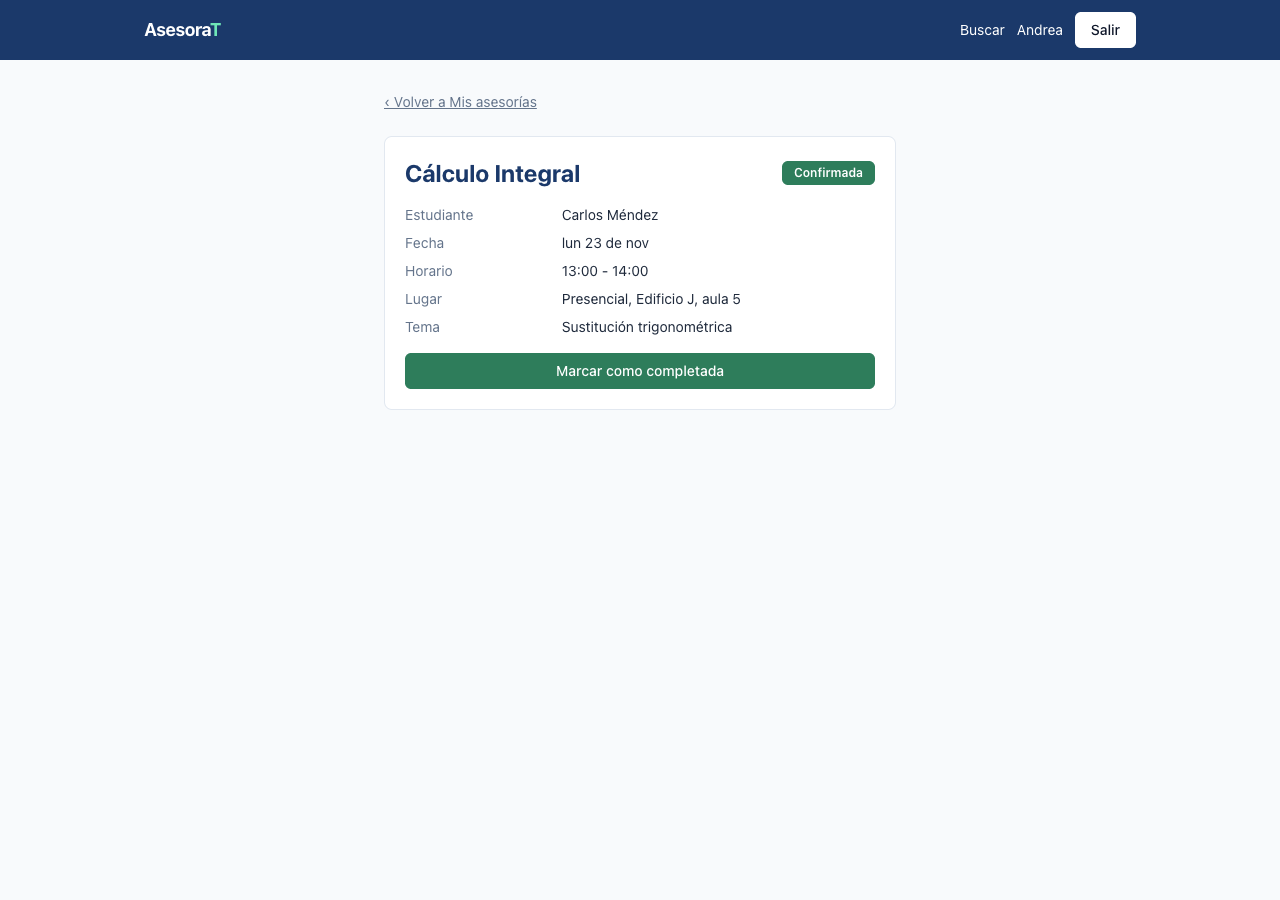 AsesoraT Buscar Andrea Salir
‹ Volver a Mis asesorías
Cálculo Integral Confirmada
Estudiante Carlos Méndez
Fecha lun 23 de nov
Horario 13:00 - 14:00
Lugar Presencial, Edificio J, aula 5
Tema Sustitución trigonométrica
Marcar como completada